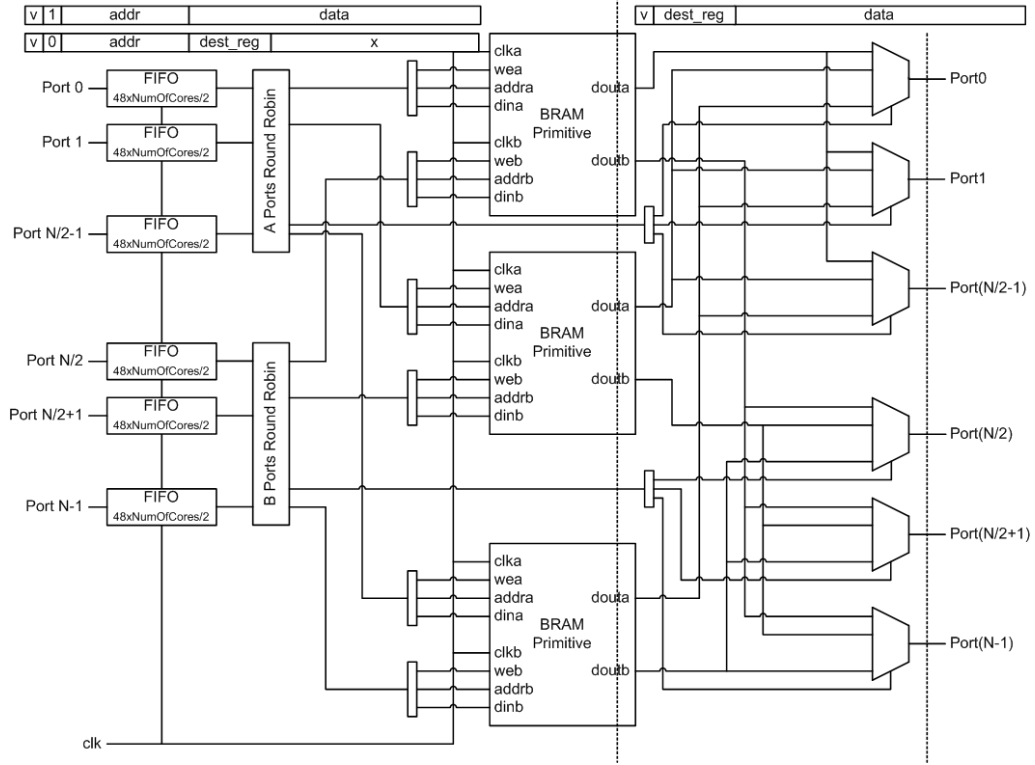 v 1 addr data
v dest_reg data
v 0 addr dest_reg x
Port 0
FIFO
48xNumOfCores/2
Port 1
FIFO
48xNumOfCores/2
Port N/2-1
FIFO
48xNumOfCores/2
A Ports Round Robin
Port N/2
FIFO
48xNumOfCores/2
Port N/2+1
FIFO
48xNumOfCores/2
Port N-1
FIFO
48xNumOfCores/2
B Ports Round Robin
clk
clka
wea
addra
dina
clkb
web
addrb
dinb
BRAM
Primitive
douta
doutb
clka
wea
addra
dina
clkb
web
addrb
dinb
BRAM
Primitive
douta
doutb
clka
wea
addra
dina
clkb
web
addrb
dinb
BRAM
Primitive
douta
doutb
Port0
Port1
Port(N/2-1)
Port(N/2)
Port(N/2+1)
Port(N-1)